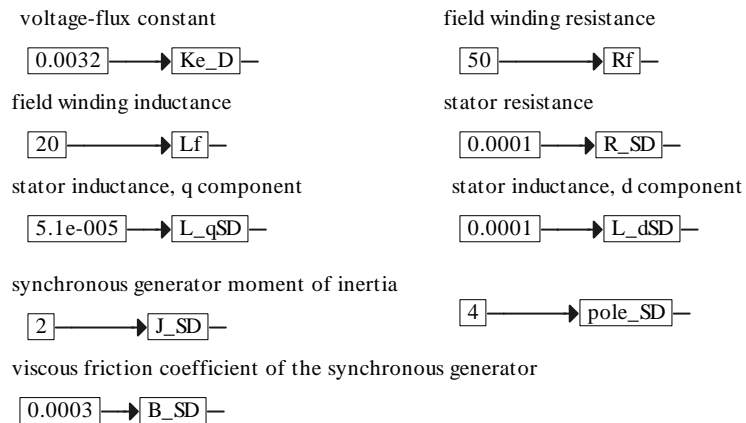 voltage-flux constant
0.0032 Ke_D
field winding resistance
50 Rf
field winding inductance
20 Lf
stator resistance
0.0001 R_SD
stator inductance, q component
5.1e-005 L_qSD
stator inductance, d component
0.0001 L_dSD
synchronous generator moment of inertia
2 J_SD
4 pole_SD
viscous friction coefficient of the synchronous generator
0.0003 B_SD